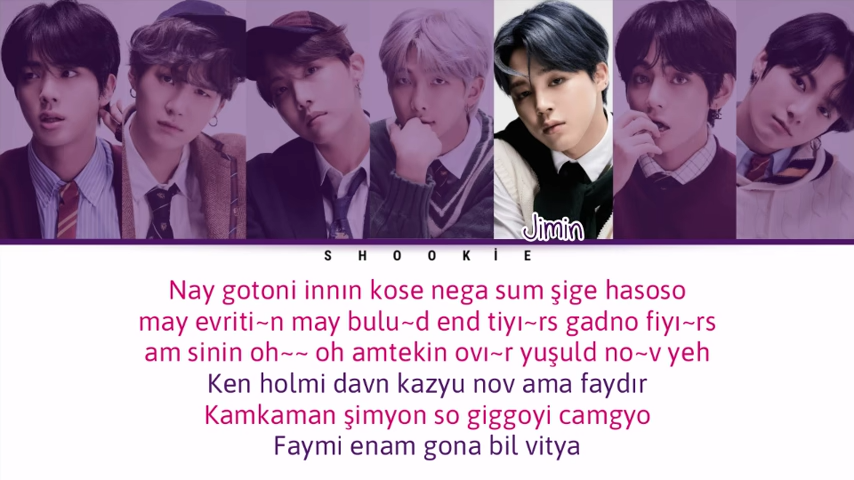 Jimin
SHOOKİE
Nay gotoni innın kose nega sum şige hasoso
may evriti~n may bulu~d end tiyı~rs gadno fiyı~rs
am sinin oh~~ oh amtekin ovı~r yuşuld no~v yeh
Ken holmi davn kazyu nov ama faydır
Kamkaman şimyon so giggoyi camgyo
Faymi enam gona bil vitya